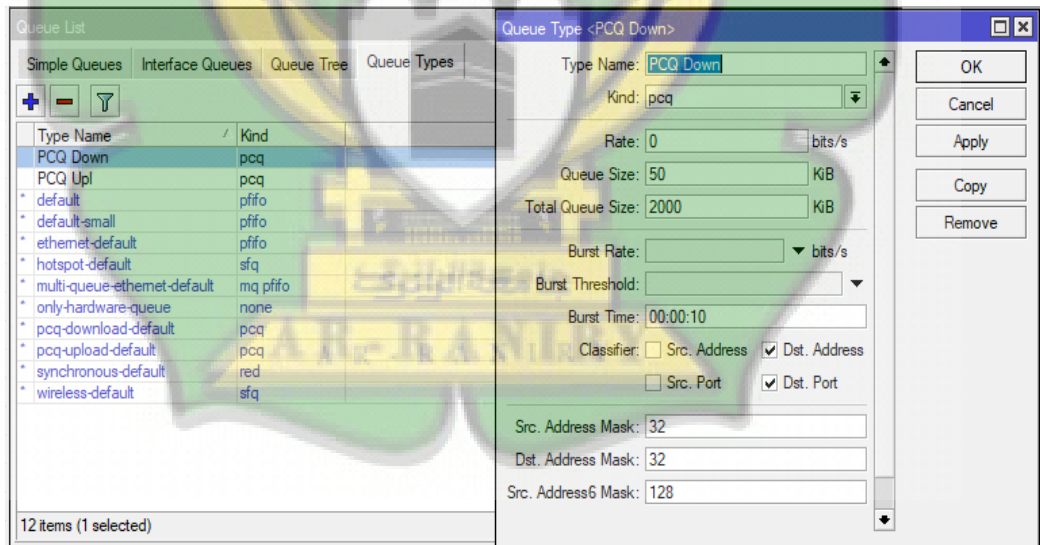 Queue List
Simple Queues Interface Queues Queue Tree Queue Types
Type Name Kind
PCQ Down pcq
PCQ Upl pcq
* default pfifo
* default-small pfifo
* ethernet-default pfifo
* hotspot-default sfq
* multi-queue-ethernet-default mq pfifo
* only-hardware-queue none
* pcq-download-default pcq
* pcq-upload-default pcq
* synchronous-default red
* wireless-default sfq
12 items (1 selected)
Queue Type <PCQ Down>
Type Name: PCQ Down
Kind: pcq
Rate: 0 bits/s
Queue Size: 50 KiB
Total Queue Size: 2000 KiB
Burst Rate: bits/s
Burst Threshold:
Burst Time: 00:00:10
Classifier: Src. Address Dst. Address
Src. Port Dst. Port
Src. Address Mask: 32
Dst. Address Mask: 32
Src. Address6 Mask: 128
OK
Cancel
Apply
Copy
Remove
جامعة الرانيري
AR-RANIRY